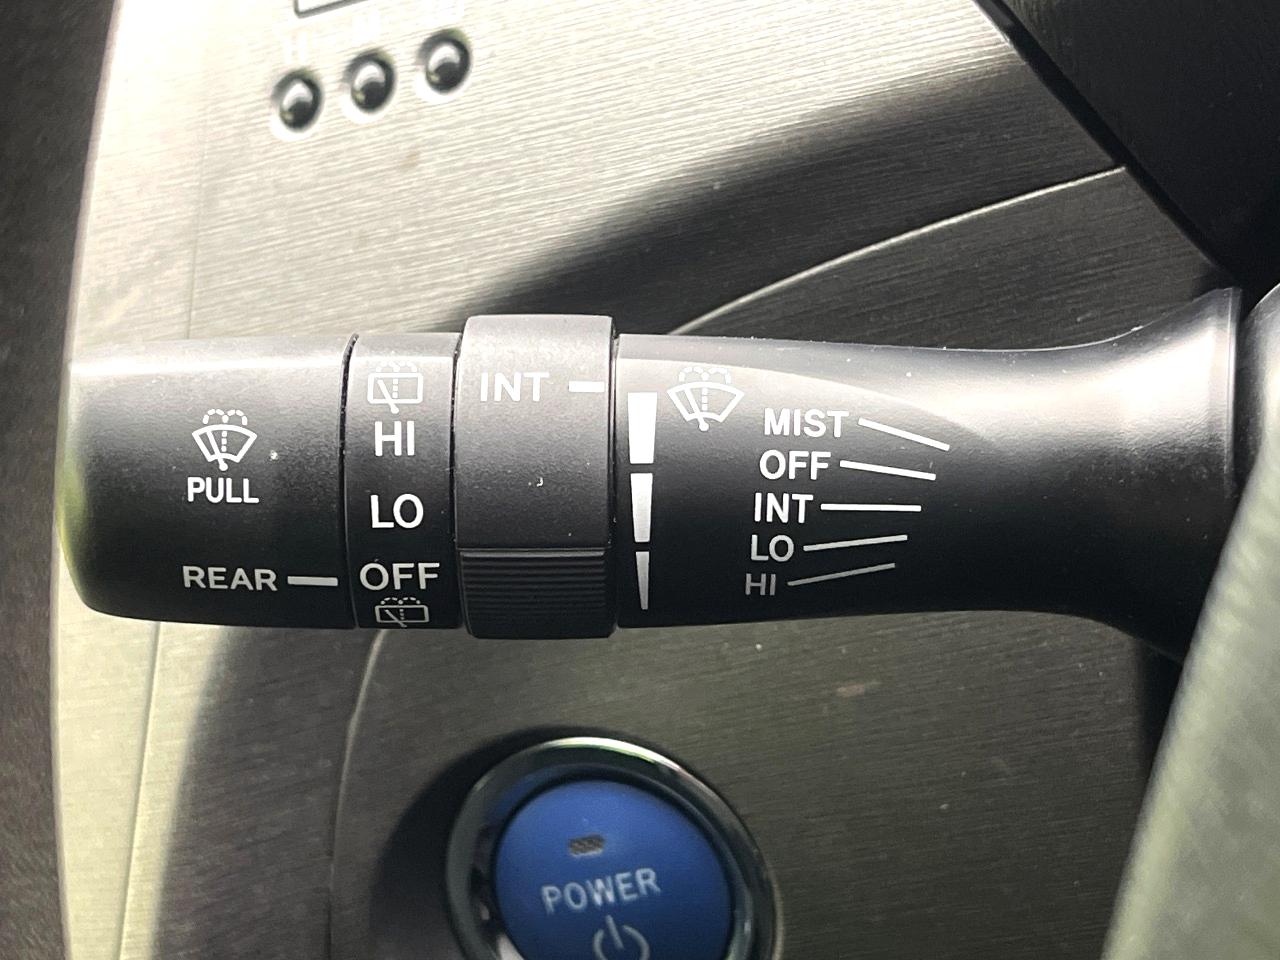 PULL
REAR
HI
LO
OFF
INT
MIST
OFF
INT
LO
HI
POWER